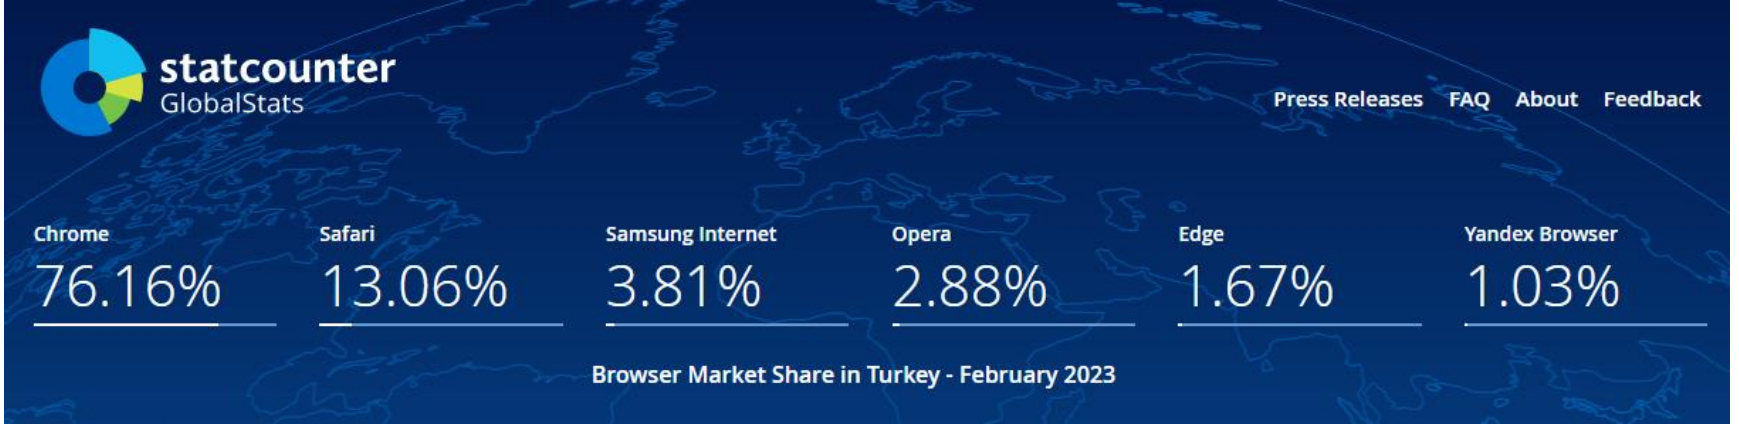 statcounter
GlobalStats
Press Releases FAQ About Feedback
Chrome Safari Samsung Internet Opera Edge Yandex Browser
76.16% 13.06% 3.81% 2.88% 1.67% 1.03%
Browser Market Share in Turkey - February 2023